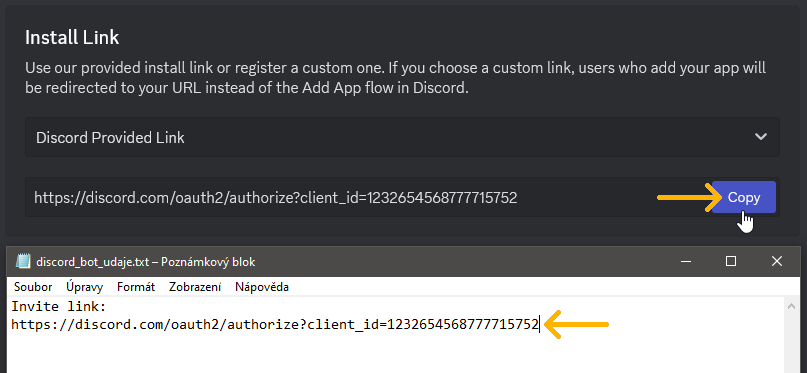 Install Link
Use our provided install link or register a custom one. If you choose a custom link, users who add your app will
be redirected to your URL instead of the Add App flow in Discord.
Discord Provided Link
https://discord.com/oauth2/authorize?client_id=1232654568777715752
Copy
discord_bot_udaje.txt – Poznámkový blok
Soubor Úpravy Formát Zobrazení Nápověda
Invite link:
https://discord.com/oauth2/authorize?client_id=1232654568777715752